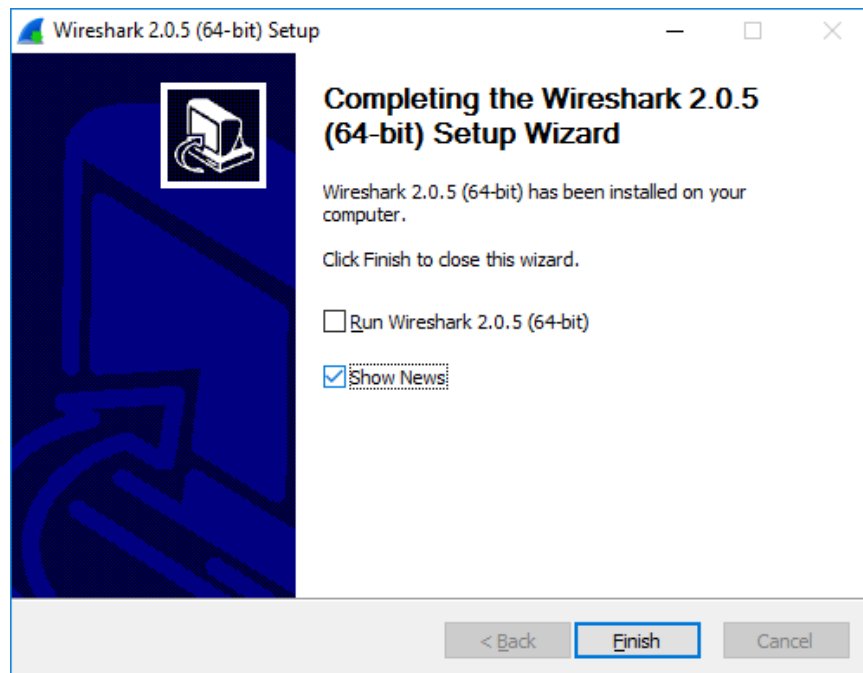 Wireshark 2.0.5 (64-bit) Setup
Completing the Wireshark 2.0.5
(64-bit) Setup Wizard
Wireshark 2.0.5 (64-bit) has been installed on your
computer.
Click Finish to close this wizard.
Run Wireshark 2.0.5 (64-bit)
Show News
< Back Finish Cancel